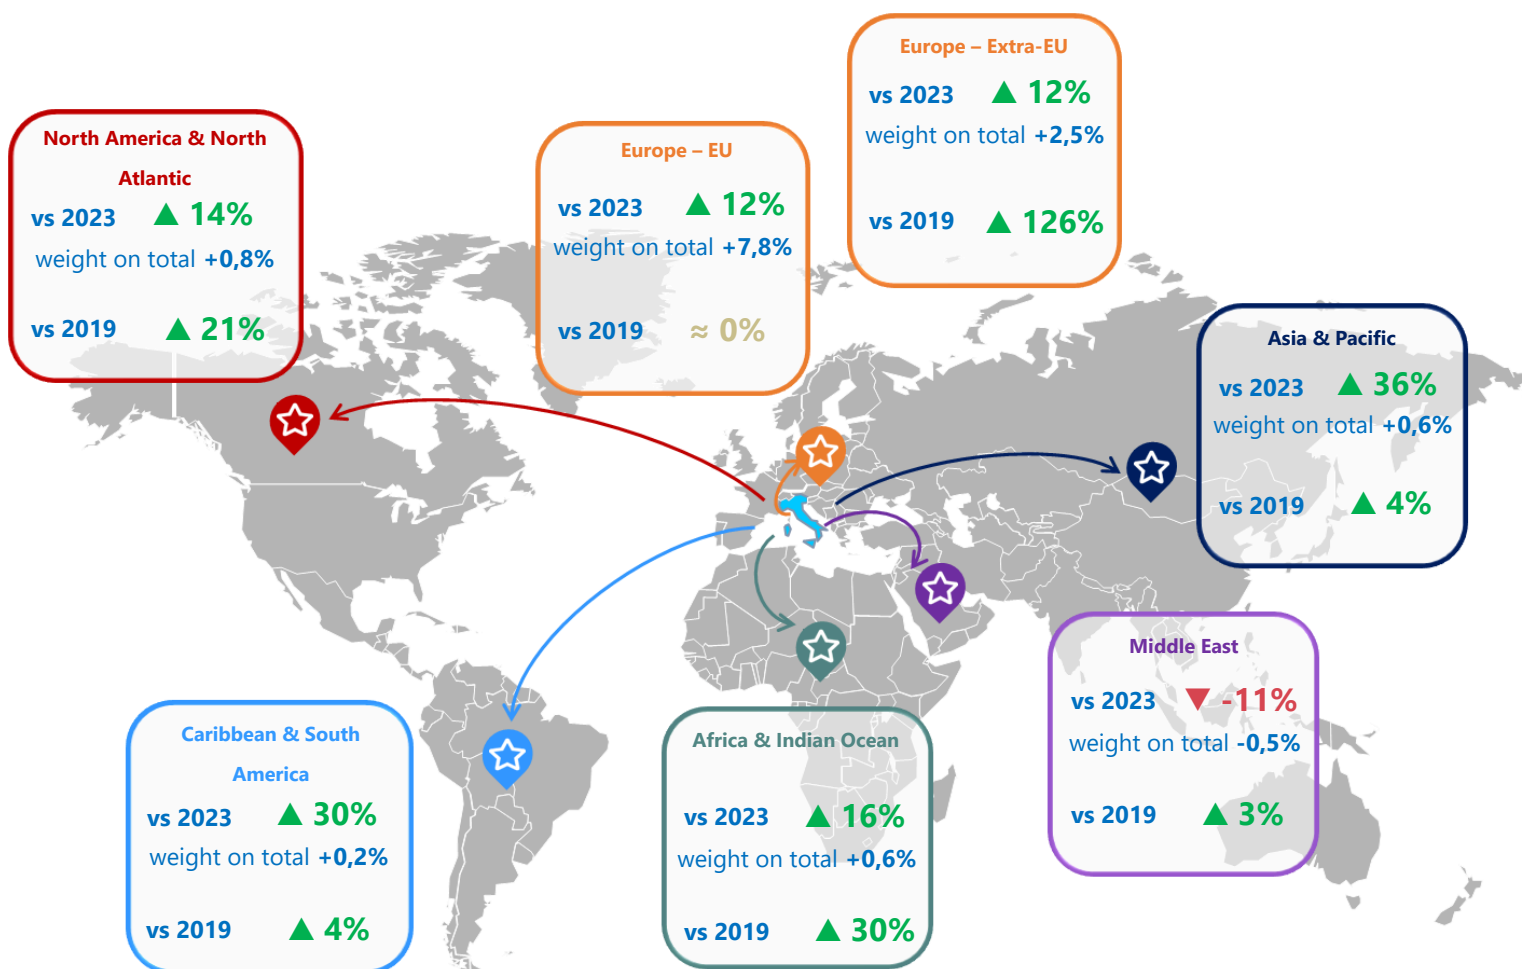 Europe – Extra-EU
vs 2023 ▲ 12%
weight on total +2,5%
vs 2019 ▲ 126%
North America & North
Atlantic
vs 2023 ▲ 14%
weight on total +0,8%
vs 2019 ▲ 21%
Europe – EU
vs 2023 ▲ 12%
weight on total +7,8%
vs 2019 ≈ 0%
Asia & Pacific
vs 2023 ▲ 36%
weight on total +0,6%
vs 2019 ▲ 4%
Middle East
vs 2023 ▼ -11%
weight on total -0,5%
vs 2019 ▲ 3%
Caribbean & South
America
vs 2023 ▲ 30%
weight on total +0,2%
vs 2019 ▲ 4%
Africa & Indian Ocean
vs 2023 ▲ 16%
weight on total +0,6%
vs 2019 ▲ 30%